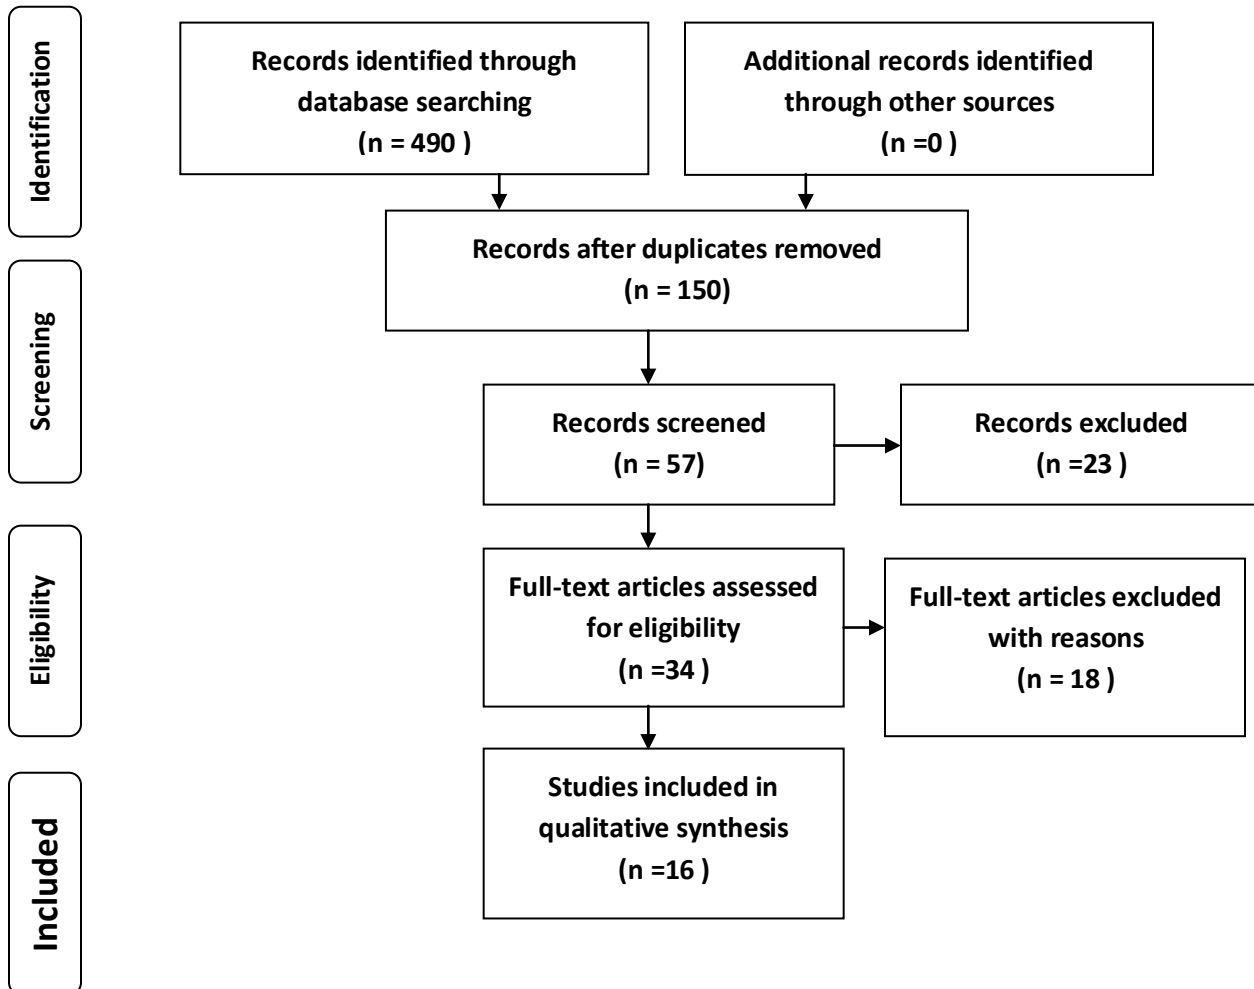 Identification
Records identified through
database searching
(n = 490 )
Additional records identified
through other sources
(n =0 )
Records after duplicates removed
(n = 150)
Screening
Records screened
(n = 57)
Records excluded
(n =23 )
Eligibility
Full-text articles assessed
for eligibility
(n =34 )
Full-text articles excluded
with reasons
(n = 18 )
Included
Studies included in
qualitative synthesis
(n =16 )